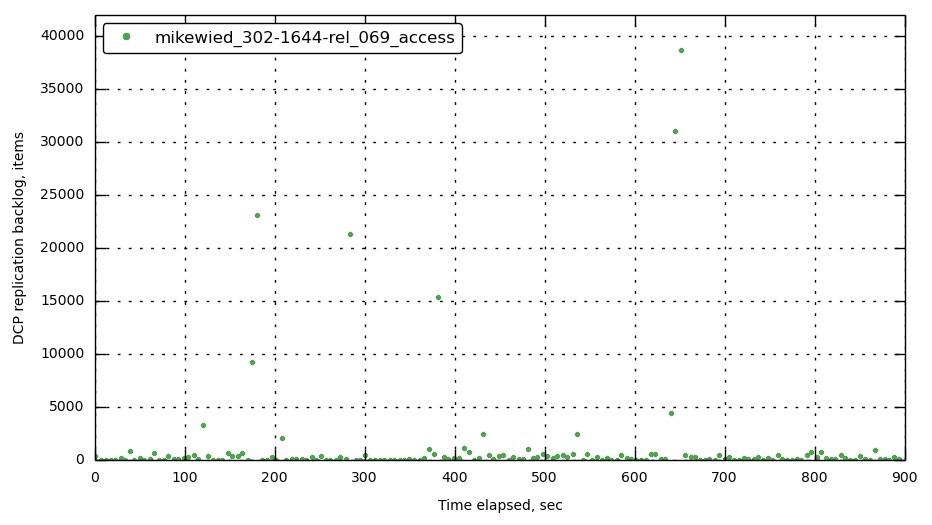 mikewied_302-1644-rel_069_access
40000
35000
30000
25000
20000
15000
10000
5000
0
DCP replication backlog, items
0 100 200 300 400 500 600 700 800 900
Time elapsed, sec